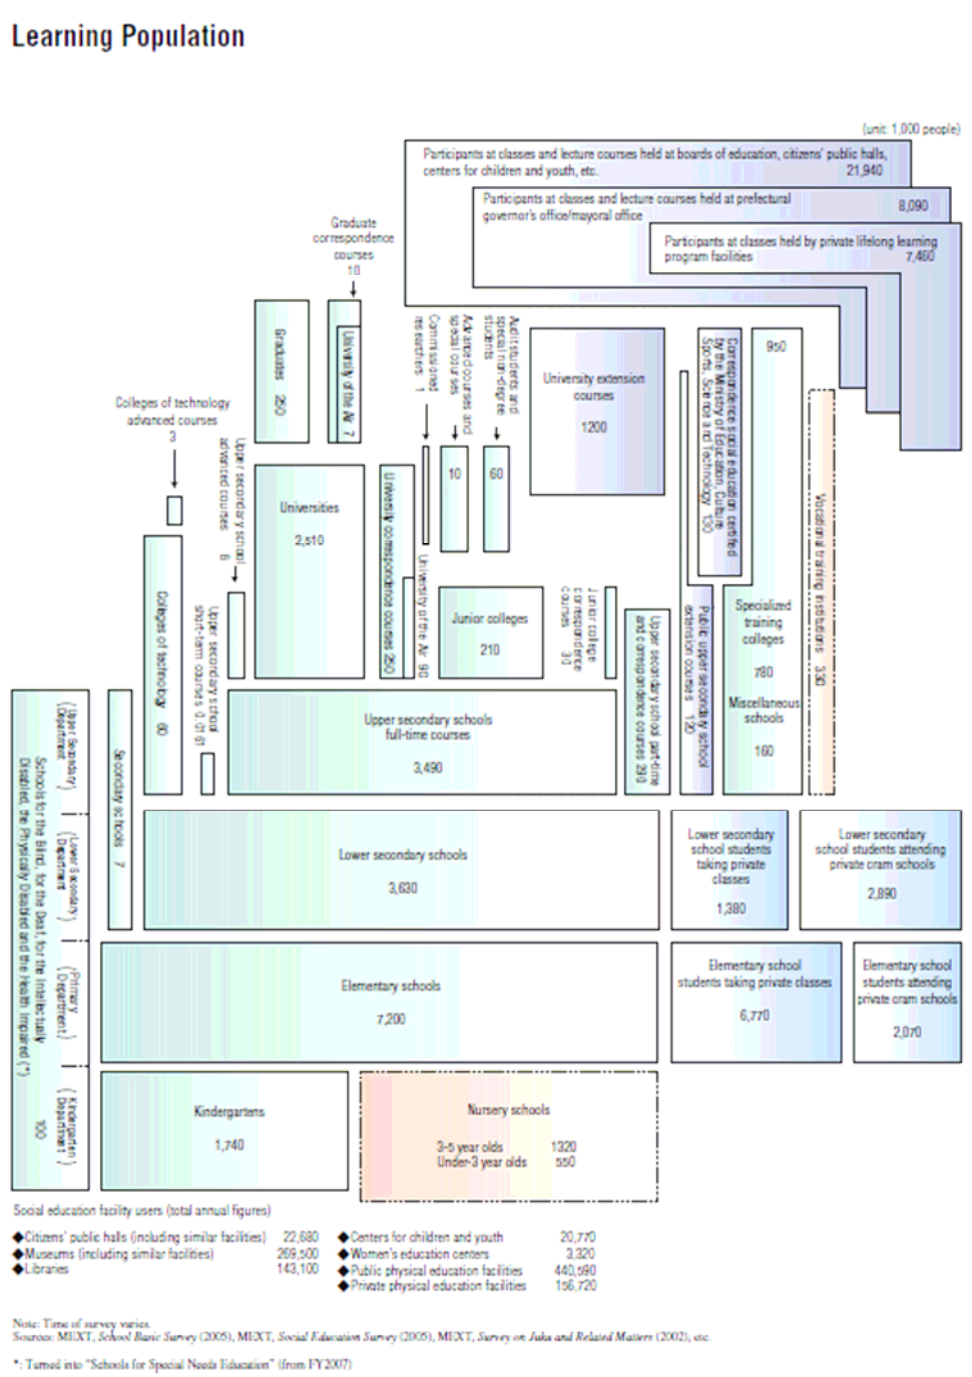 Learning Population
(unit: 1,000 people)
Participants at classes and lecture courses held at boards of education, citizens' public halls,
centers for children and youth, etc.
21,940
Participants at classes and lecture courses held at prefectural
governor's office/mayoral office
8,090
Participants at classes held by private lifelong learning
program facilities
7,460
Graduate
correspondence
courses
10
Graduates 250
University of the Air 7
Commissioned
researchers 1
Advanced courses and
special courses
10
Audit students and
special non-degree
students
60
University extension
courses
1200
Correspondence social education certified
by the Ministry of Education, Culture
Sports, Science and Technology 130
950
Colleges of technology
advanced courses
3
Upper secondary school
advanced courses 6
Universities
2,510
University correspondence courses 250
University of the Air 90
Vocational training institutions 330
Colleges of technology 60
Upper secondary school
short-term courses 0.0161
Junior colleges
210
Junior college
correspondence
courses 30
Upper secondary school part-time
and correspondence courses 290
Public upper secondary school
extension courses 120
Specialized
training
colleges
780
Miscellaneous
schools
160
Upper secondary schools
full-time courses
3,490
(Upper Secondary
Department)
(Lower Secondary
Department)
(Primary
Department)
(Kindergarten
Department)
Schools for the Blind, for the Deaf, for the Intellectually
Disabled, the Physically Disabled and the Health Impaired (*)
100
Secondary schools 7
Lower secondary schools
3,630
Lower secondary
school students
taking private
classes
1,380
Lower secondary
school students attending
private cram schools
2,890
Elementary schools
7,200
Elementary school
students taking private classes
6,770
Elementary school
students attending
private cram schools
2,070
Kindergartens
1,740
Nursery schools
3-5 year olds 1320
Under-3 year olds 550
Social education facility users (total annual figures)
◆Citizens' public halls (including similar facilities) 22,680
◆Museums (including similar facilities) 269,500
◆Libraries 143,100
◆Centers for children and youth 20,770
◆Women's education centers 3,320
◆Public physical education facilities 440,590
◆Private physical education facilities 156,720
Note: Time of survey varies.
Sources: MEXT, School Basic Survey (2005), MEXT, Social Education Survey (2005), MEXT, Survey on Juku and Related Matters (2002), etc.
*: Turned into "Schools for Special Needs Education" (from FY2007)